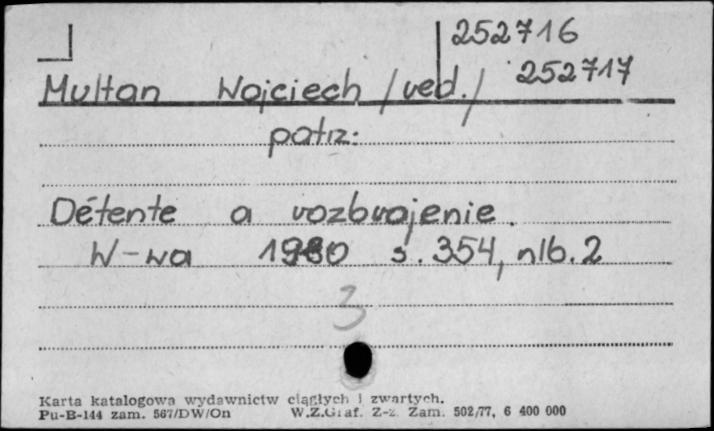 252716
Multan Wojciech /red./ 252717
patrz:
Détente a rozbrojenie.
W-wa 1980 s. 354, nlb. 2
3
Karta katalogowa wydawnictw ciągłych i zwartych.
Pu-B-144 zam. 567/DW/On W.Z.Graf. Z-z. Zam. 502/77, 6 400 000